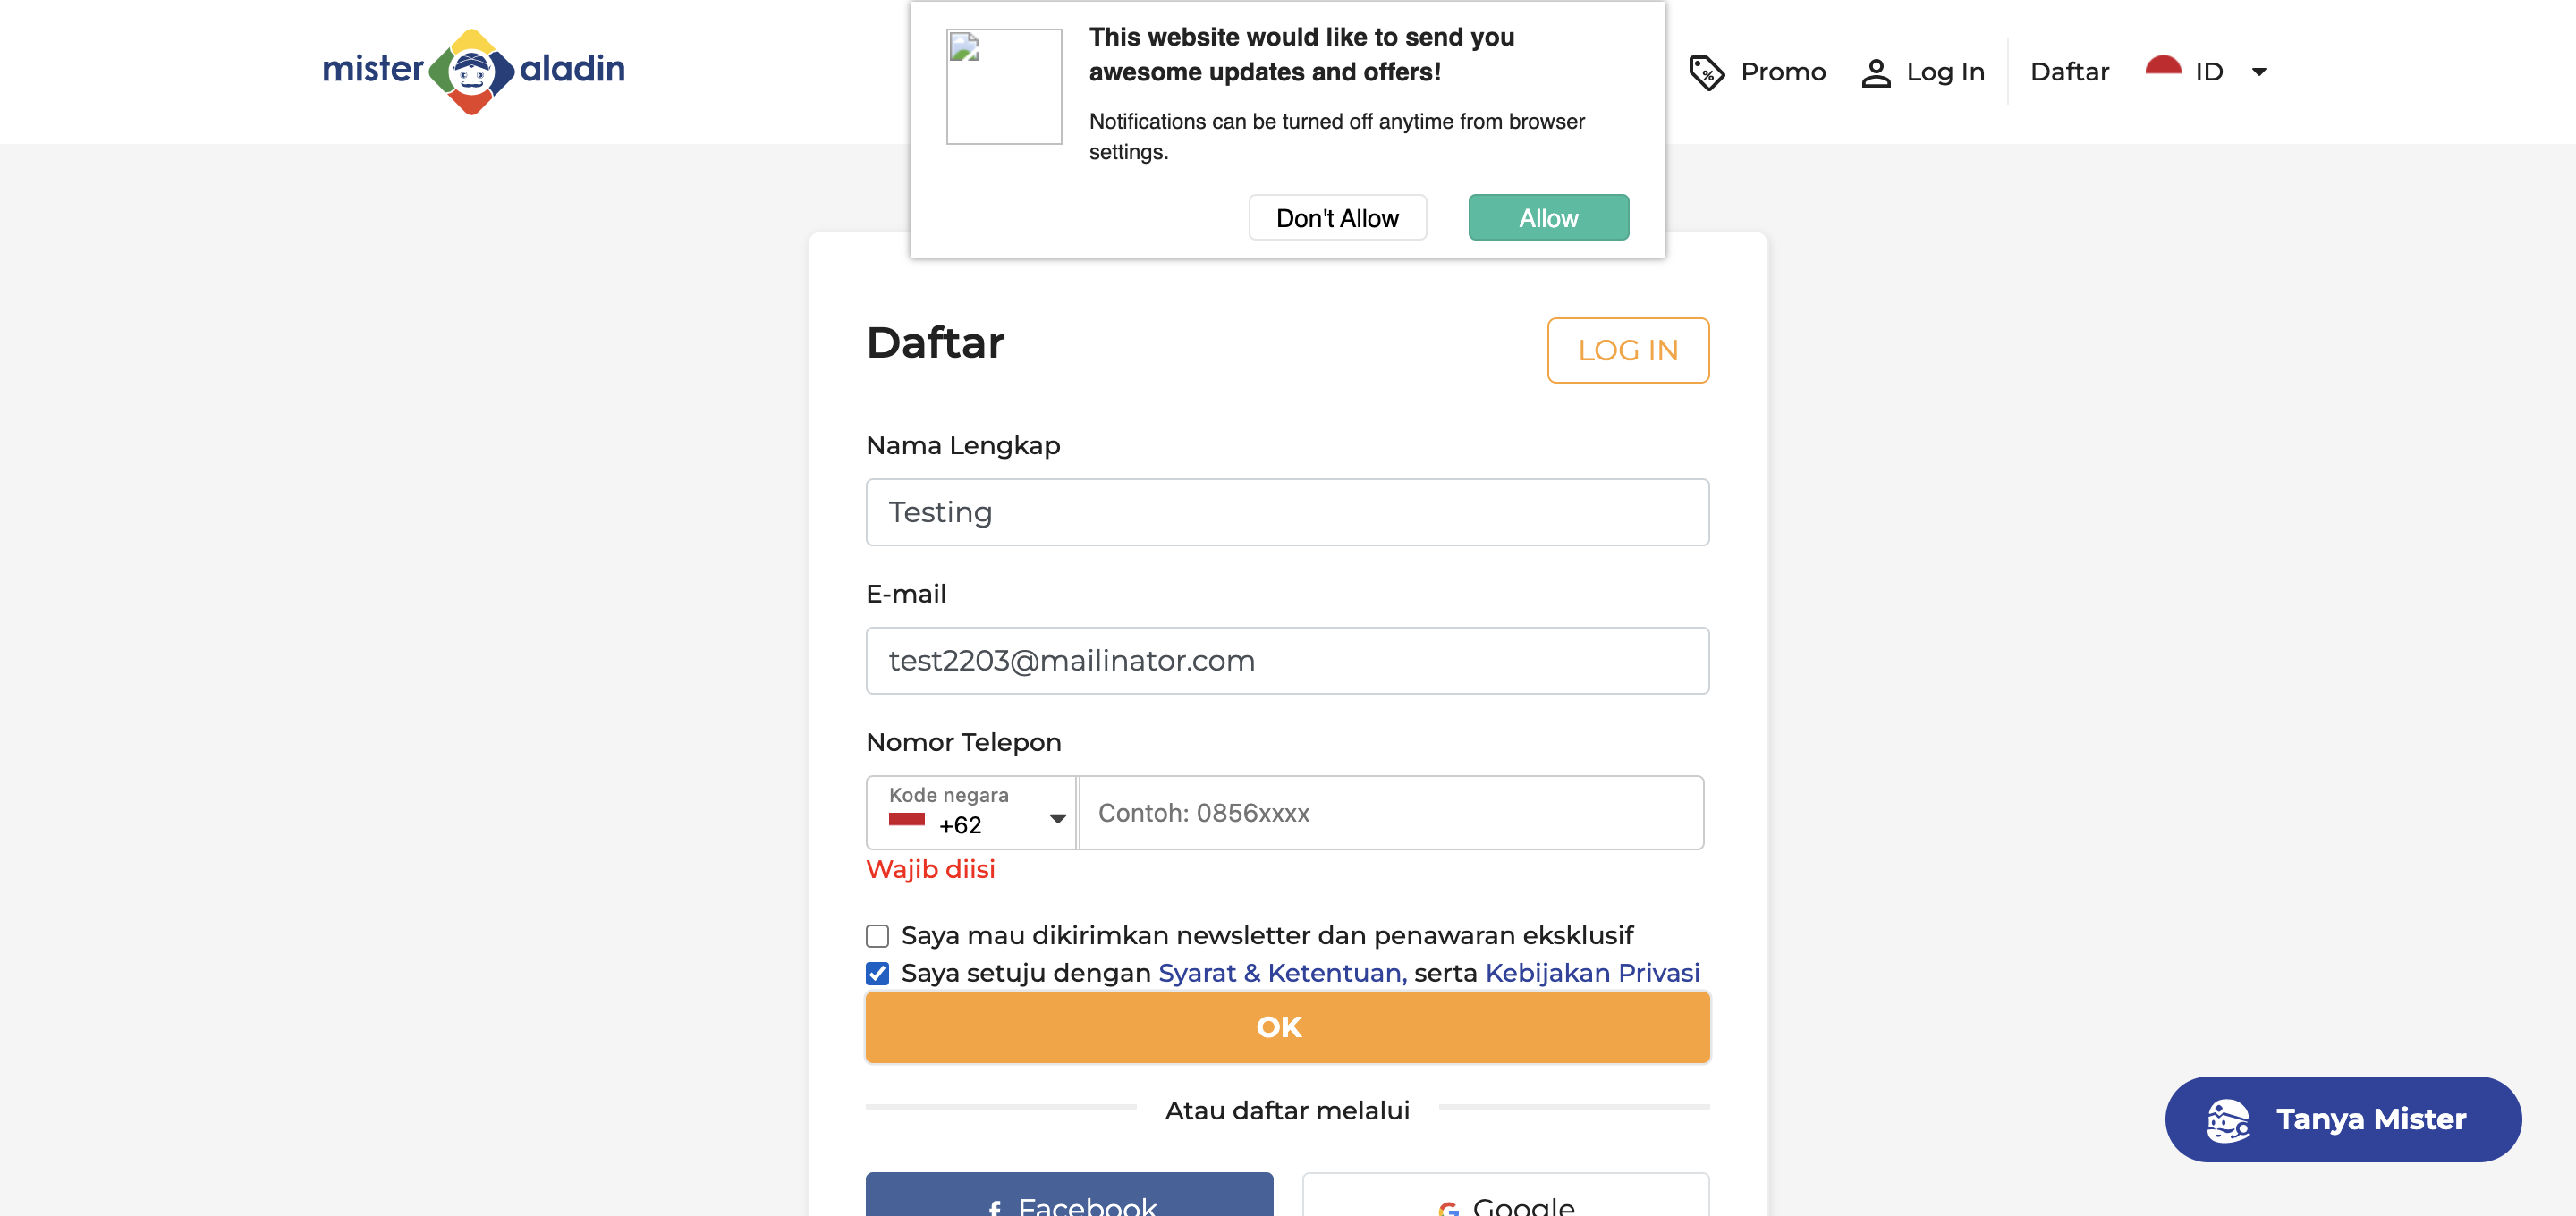 mister aladin
This website would like to send you
awesome updates and offers!
Notifications can be turned off anytime from browser
settings.
Don't Allow
Allow
Promo
Log In
Daftar
ID
Daftar
LOG IN
Nama Lengkap
Testing
E-mail
test2203@mailinator.com
Nomor Telepon
Kode negara
+62
Contoh: 0856xxxx
Wajib diisi
Saya mau dikirimkan newsletter dan penawaran eksklusif
Saya setuju dengan Syarat & Ketentuan, serta Kebijakan Privasi
OK
Atau daftar melalui
Facebook
Google
Tanya Mister